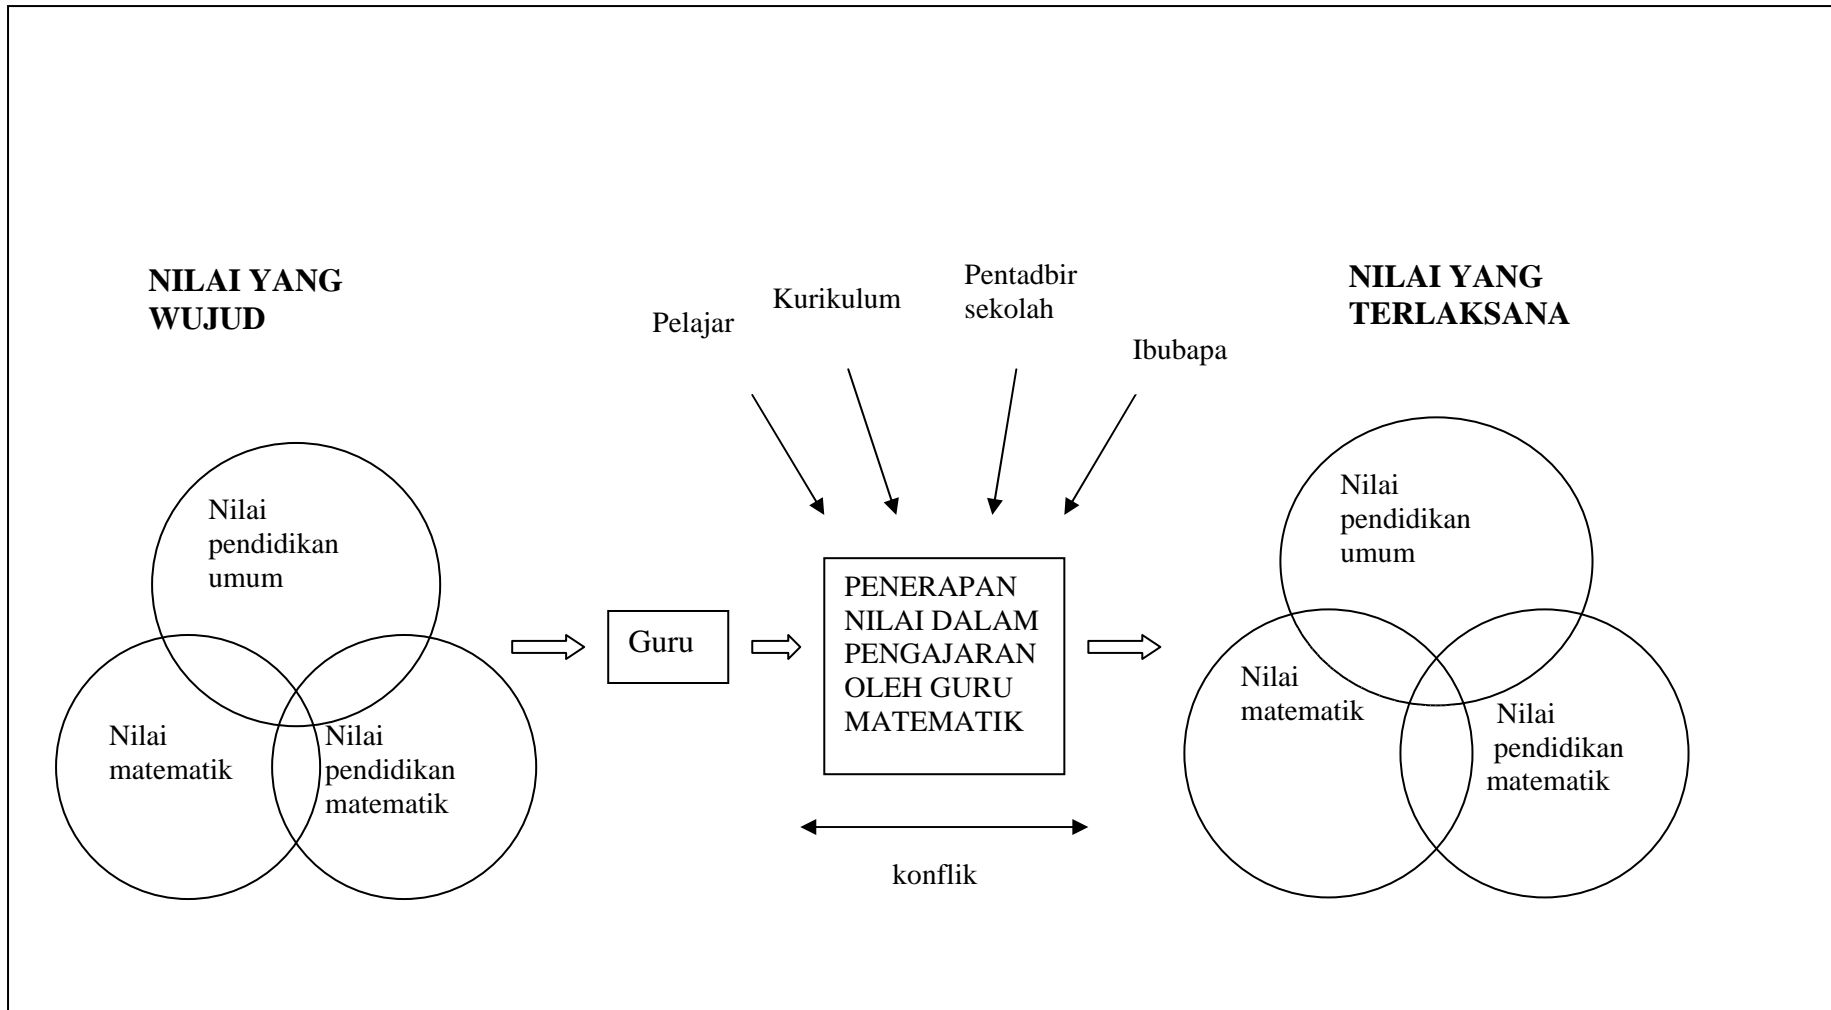 NILAI YANG
WUJUD
Pelajar
Kurikulum
Pentadbir
sekolah
Ibubapa
NILAI YANG
TERLAKSANA
Nilai
pendidikan
umum
Nilai
matematik
Nilai
pendidikan
matematik
Guru
PENERAPAN
NILAI DALAM
PENGAJARAN
OLEH GURU
MATEMATIK
konflik
Nilai
pendidikan
umum
Nilai
matematik
Nilai
pendidikan
matematik